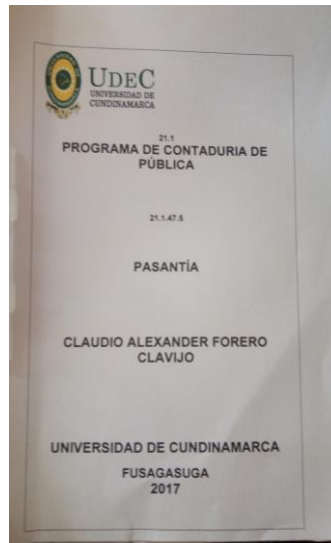 UDEC
UNIVERSIDAD DE
CUNDINAMARCA
21.1
PROGRAMA DE CONTADURIA DE
PÚBLICA
21.1.47.5
PASANTÍA
CLAUDIO ALEXANDER FORERO
CLAVIJO
UNIVERSIDAD DE CUNDINAMARCA
FUSAGASUGA
2017